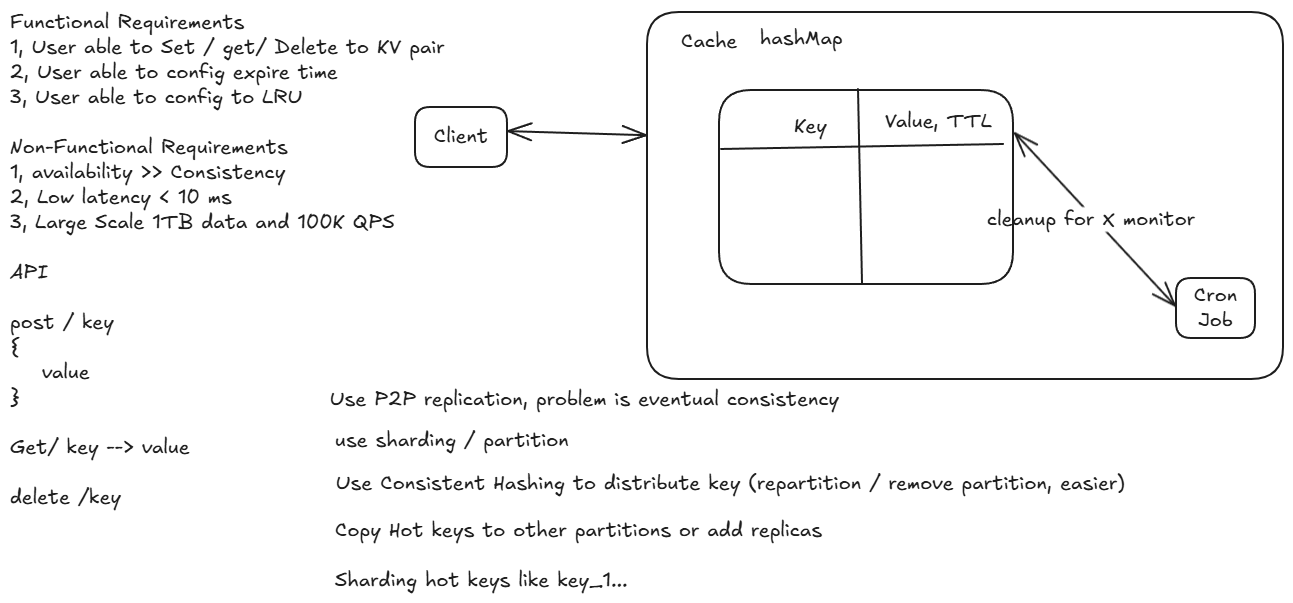 Functional Requirements
1, User able to Set / get/ Delete to KV pair
2, User able to config expire time
3, User able to config to LRU
Non-Functional Requirements
1, availability >> Consistency
2, Low latency < 10 ms
3, Large Scale 1TB data and 100K QPS
API
post / key
{
value
}
Get/ key --> value
delete /key
Client
Cache hashMap
Key
Value, TTL
cleanup for X monitor
Cron
Job
Use P2P replication, problem is eventual consistency
use sharding / partition
Use Consistent Hashing to distribute key (repartition / remove partition, easier)
Copy Hot keys to other partitions or add replicas
Sharding hot keys like key_1...